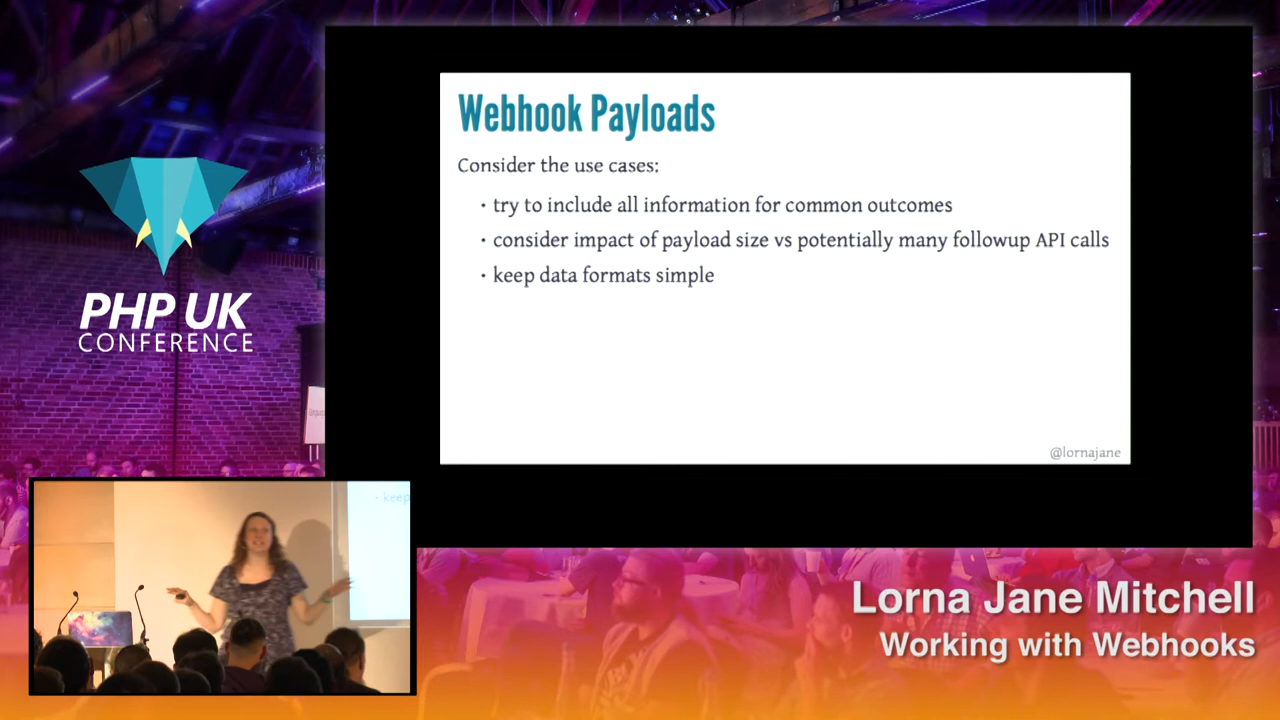 PHP UK
CONFERENCE
Webhook Payloads
Consider the use cases:
• try to include all information for common outcomes
• consider impact of payload size vs potentially many followup API calls
• keep data formats simple
@lornajane
• keep
Lorna Jane Mitchell
Working with Webhooks